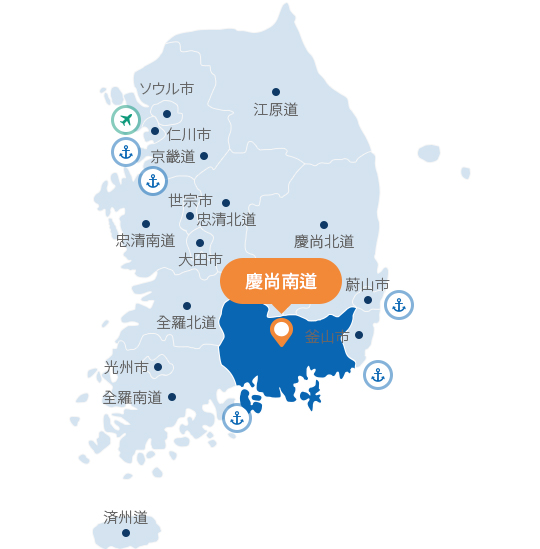 ソウル市
江原道
仁川市
京畿道
世宗市
忠清北道
忠清南道
慶尚北道
大田市
慶尚南道
蔚山市
全羅北道
釜山市
光州市
全羅南道
済州道